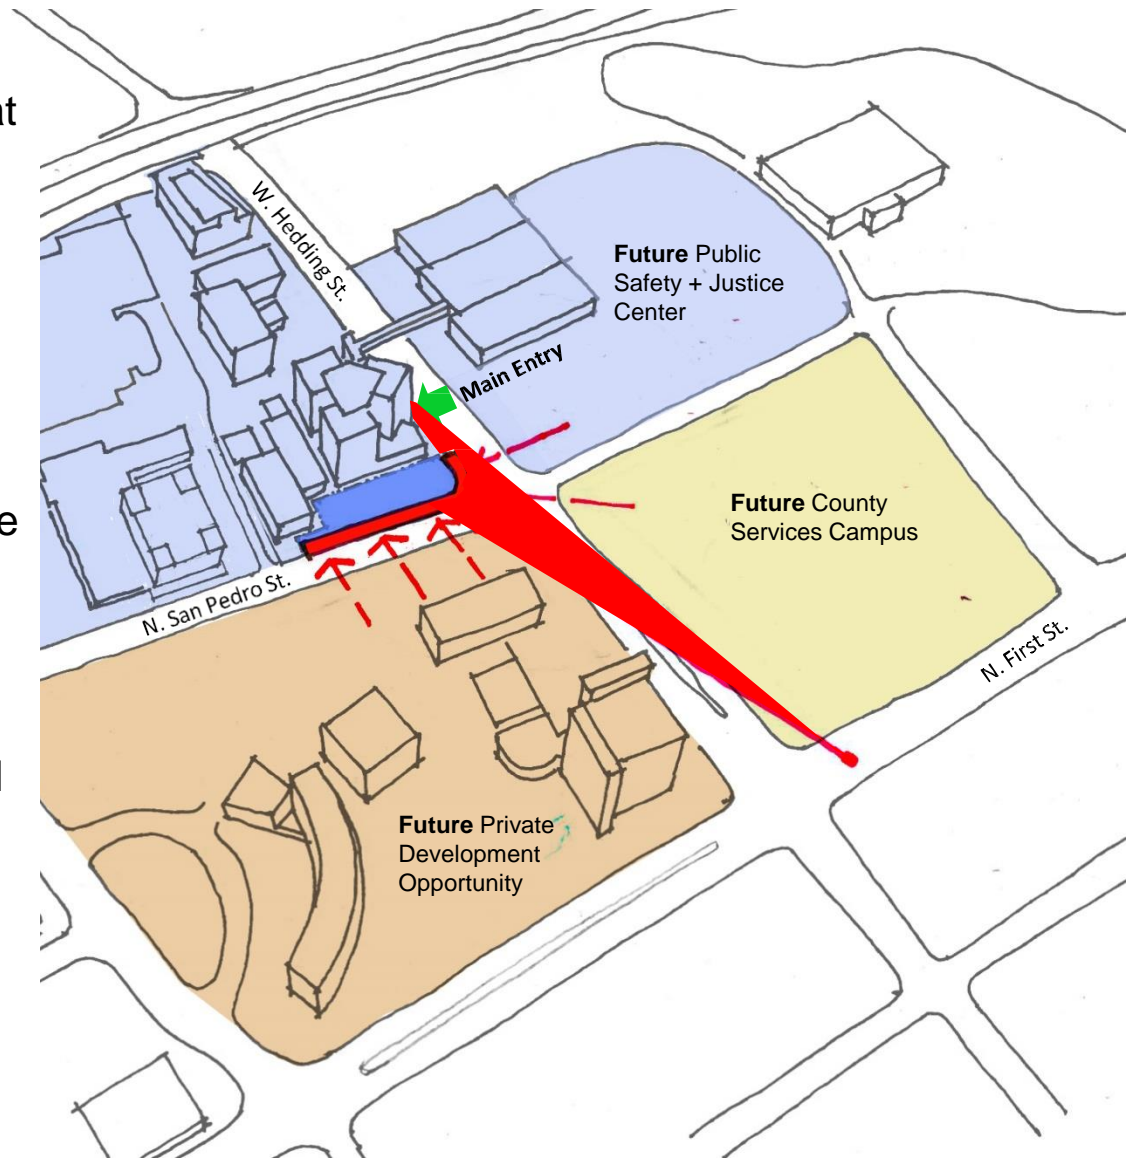 at
W. Hedding St.
Future Public
Safety + Justice
Center
Main Entry
e
Future County
Services Campus
N. San Pedro St.
N. First St.
Future Private
Development
Opportunity